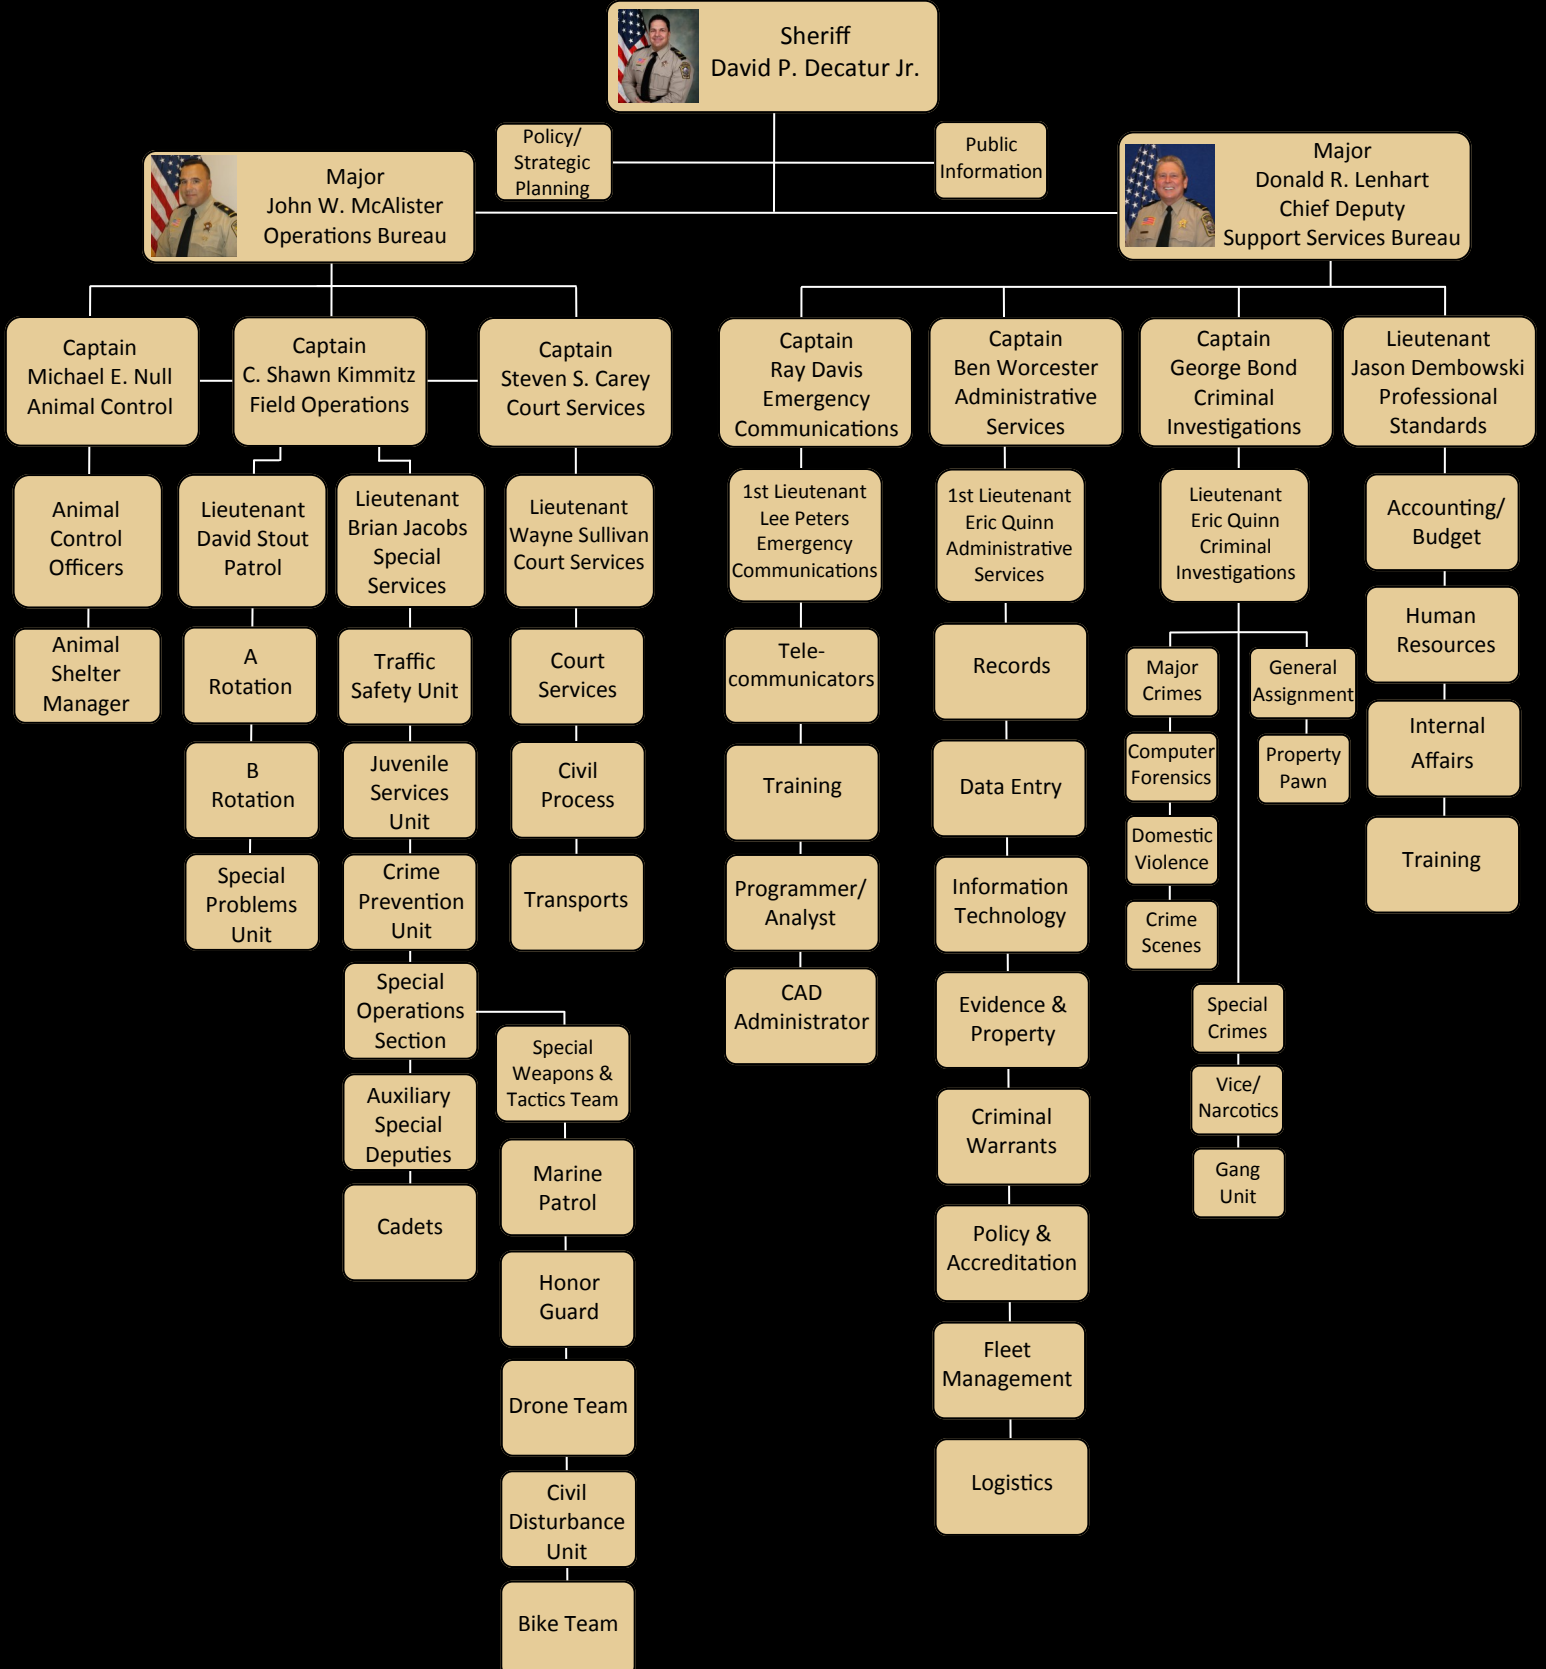 Sheriff
David P. Decatur Jr.
Policy/
Strategic
Planning
Public
Information
Major
John W. McAlister
Operations Bureau
Major
Donald R. Lenhart
Chief Deputy
Support Services Bureau
Captain
Michael E. Null
Animal Control
Captain
C. Shawn Kimmitz
Field Operations
Captain
Steven S. Carey
Court Services
Captain
Ray Davis
Emergency
Communications
Captain
Ben Worcester
Administrative
Services
Captain
George Bond
Criminal
Investigations
Lieutenant
Jason Dembowski
Professional
Standards
Animal
Control
Officers
Animal
Shelter
Manager
Lieutenant
David Stout
Patrol
A
Rotation
B
Rotation
Special
Problems
Unit
Lieutenant
Brian Jacobs
Special
Services
Traffic
Safety Unit
Juvenile
Services
Unit
Crime
Prevention
Unit
Special
Operations
Section
Auxiliary
Special
Deputies
Cadets
Special
Weapons &
Tactics Team
Marine
Patrol
Honor
Guard
Drone Team
Civil
Disturbance
Unit
Bike Team
Lieutenant
Wayne Sullivan
Court Services
Court
Services
Civil
Process
Transports
1st Lieutenant
Lee Peters
Emergency
Communications
Tele-
communicators
Training
Programmer/
Analyst
CAD
Administrator
1st Lieutenant
Eric Quinn
Administrative
Services
Records
Data Entry
Information
Technology
Evidence &
Property
Criminal
Warrants
Policy &
Accreditation
Fleet
Management
Logistics
Lieutenant
Eric Quinn
Criminal
Investigations
Major
Crimes
Computer
Forensics
Domestic
Violence
Crime
Scenes
General
Assignment
Property
Pawn
Special
Crimes
Vice/
Narcotics
Gang
Unit
Accounting/
Budget
Human
Resources
Internal
Affairs
Training